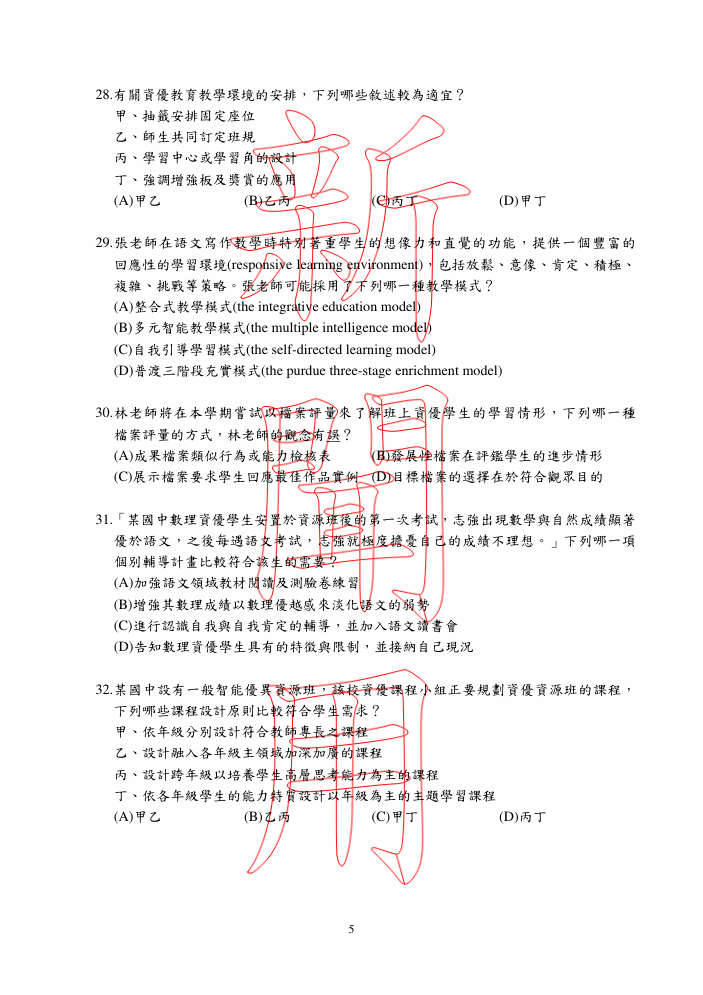 28.有關資優教育教學環境的安排，下列哪些敘述較為適宜？
甲、抽籤安排固定座位
乙、師生共同訂定班規
丙、學習中心或學習角的設計
丁、強調增強板及獎賞的應用
(A)甲乙 (B)乙丙 (C)丙丁 (D)甲丁
29.張老師在語文寫作教學時特別著重學生的想像力和直覺的功能，提供一個豐富的
回應性的學習環境(responsive learning environment)，包括放鬆、意像、肯定、積極、
複雜、挑戰等策略。張老師可能採用了下列哪一種教學模式？
(A)整合式教學模式(the integrative education model)
(B)多元智能教學模式(the multiple intelligence model)
(C)自我引導學習模式(the self-directed learning model)
(D)普渡三階段充實模式(the purdue three-stage enrichment model)
30.林老師將在本學期嘗試以檔案評量來了解班上資優學生的學習情形，下列哪一種
檔案評量的方式，林老師的觀念有誤？
(A)成果檔案類似行為或能力檢核表 (B)發展性檔案在評鑑學生的進步情形
(C)展示檔案要求學生回應最佳作品實例 (D)目標檔案的選擇在於符合觀眾目的
31.「某國中數理資優學生安置於資源班後的第一次考試，志強出現數學與自然成績顯著
優於語文，之後每遇語文考試，志強就極度擔憂自己的成績不理想。」下列哪一項
個別輔導計畫比較符合該生的需要？
(A)加強語文領域教材閱讀及測驗卷練習
(B)增強其數理成績以數理優越感來淡化語文的弱勢
(C)進行認識自我與自我肯定的輔導，並加入語文讀書會
(D)告知數理資優學生具有的特徵與限制，並接納自己現況
32.某國中設有一般智能優異資源班，該校資優課程小組正要規劃資優資源班的課程，
下列哪些課程設計原則比較符合學生需求？
甲、依年級分別設計符合教師專長之課程
乙、設計融入各年級主領域加深加廣的課程
丙、設計跨年級以培養學生高層思考能力為主的課程
丁、依各年級學生的能力特質設計以年級為主的主題學習課程
(A)甲乙 (B)乙丙 (C)甲丁 (D)丙丁
5